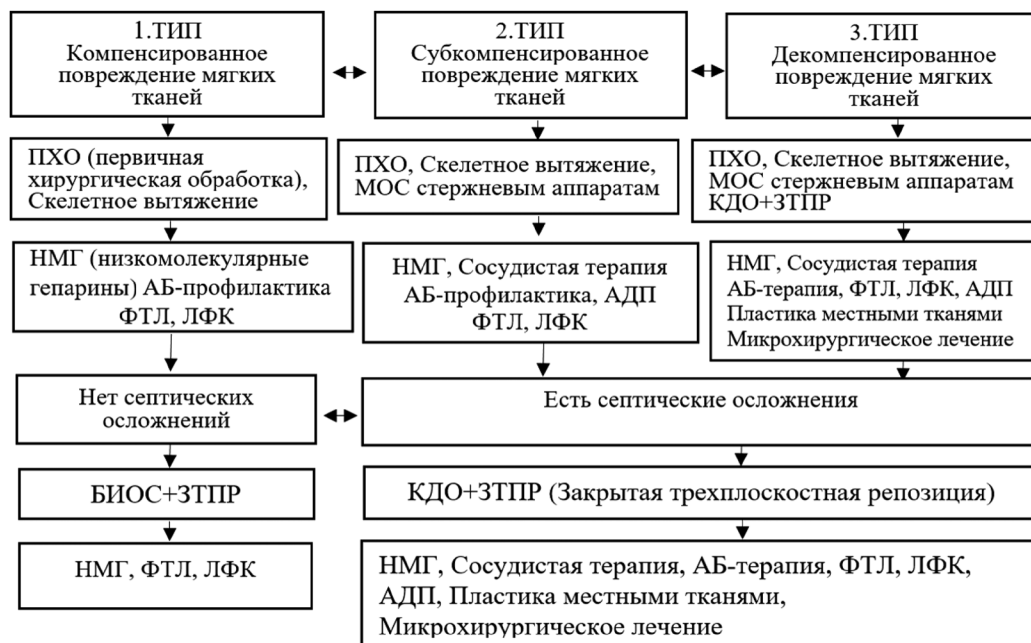 1.ТИП
Компенсированное
повреждение мягких
тканей
2.ТИП
Субкомпенсированное
повреждение мягких
тканей
3.ТИП
Декомпенсированное
повреждение мягких
тканей
ПХО (первичная
хирургическая обработка),
Скелетное вытяжение
ПХО, Скелетное вытяжение,
МОС стержневым аппаратам
ПХО, Скелетное вытяжение,
МОС стержневым аппаратам
КДО+ЗТПР
НМГ (низкомолекулярные
гепарины) АБ-профилактика
ФТЛ, ЛФК
НМГ, Сосудистая терапия
АБ-профилактика, АДП
ФТЛ, ЛФК
НМГ, Сосудистая терапия
АБ-терапия, ФТЛ, ЛФК, АДП
Пластика местными тканями
Микрохирургическое лечение
Нет септических
осложнений
Есть септические осложнения
БИОС+ЗТПР
КДО+ЗТПР (Закрытая трехплоскостная репозиция)
НМГ, ФТЛ, ЛФК
НМГ, Сосудистая терапия, АБ-терапия, ФТЛ, ЛФК,
АДП, Пластика местными тканями,
Микрохирургическое лечение